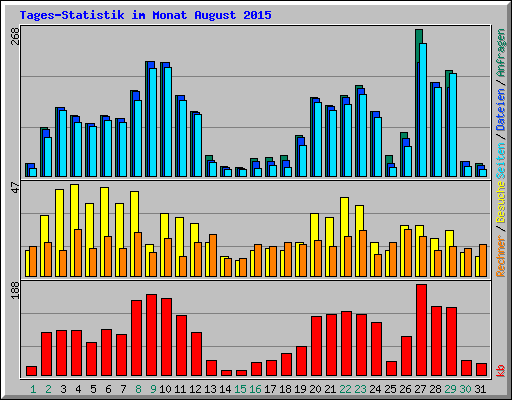 Tages-Statistik im Monat August 2015
268
47
188
Rechner / Besuche Seiten / Dateien / Anfragen
kb
1 2 3 4 5 6 7 8 9 10 11 12 13 14 15 16 17 18 19 20 21 22 23 24 25 26 27 28 29 30 31